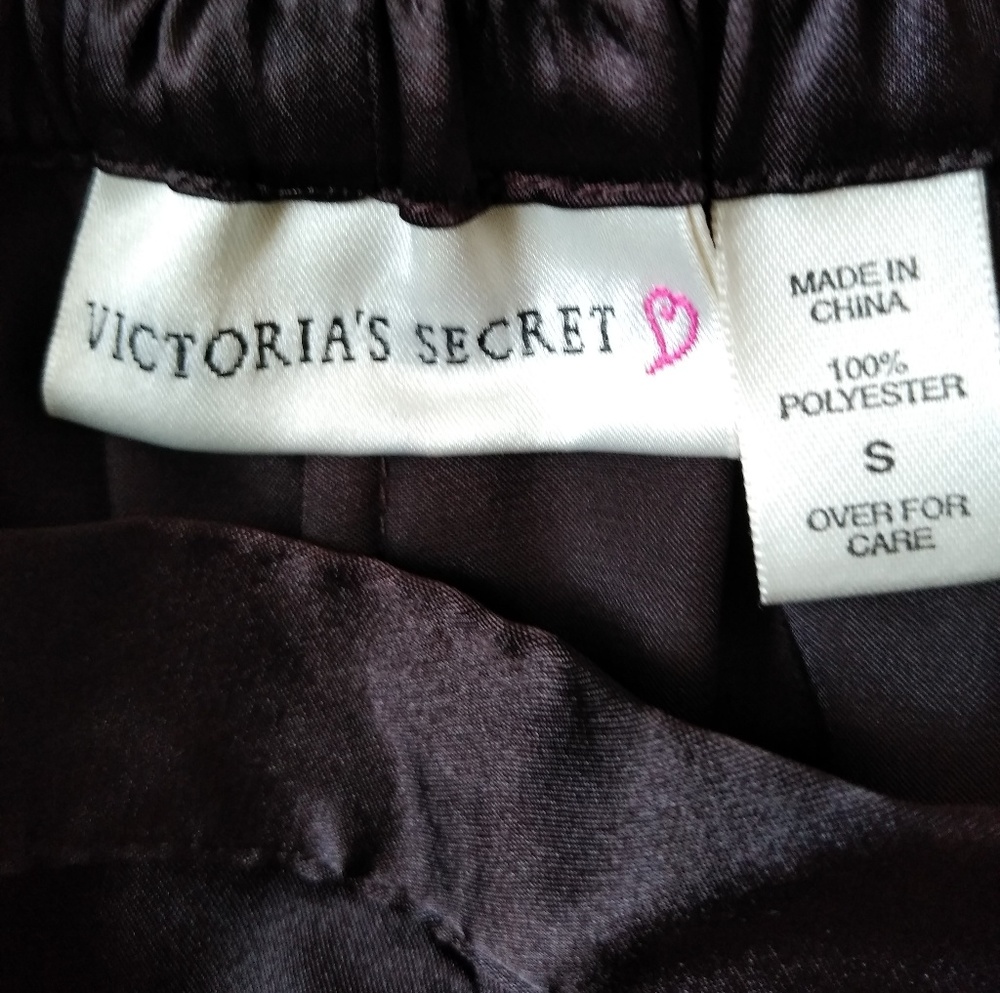 VICTORIA'S SECRET
MADE IN
CHINA
100%
POLYESTER
S
OVER FOR
CARE